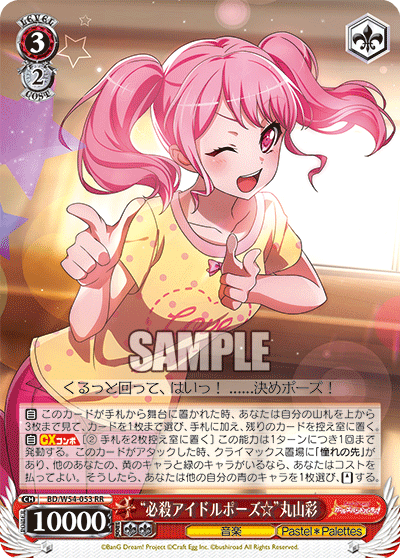 LEVEL
3
2
COST
SAMPLE
くるっと回って、はいっ！ ……決めポーズ！
【自】 このカードが手札から舞台に置かれた時、あなたは自分の山札を上から
3枚まで見て、カードを1枚まで選び、手札に加え、残りのカードを控え室に置く。
【自】 CXコンボ ［② 手札を2枚控え室に置く］ この能力は1ターンにつき1回まで
発動する。このカードがアタックした時、クライマックス置場に「憧れの先」が
あり、他のあなたの、黄のキャラと緑のキャラがいるなら、あなたはコストを
払ってよい。そうしたら、あなたは自分の青のキャラを1枚選び、【スタンド】する。
CH
BD/WS4-053 RR
"必殺アイドルポーズ☆"丸山彩
POWER
10000
音楽
Pastel＊Palettes
©BanG Dream! Project ©Craft Egg Inc. ©bushiroad All Rights Reserved.